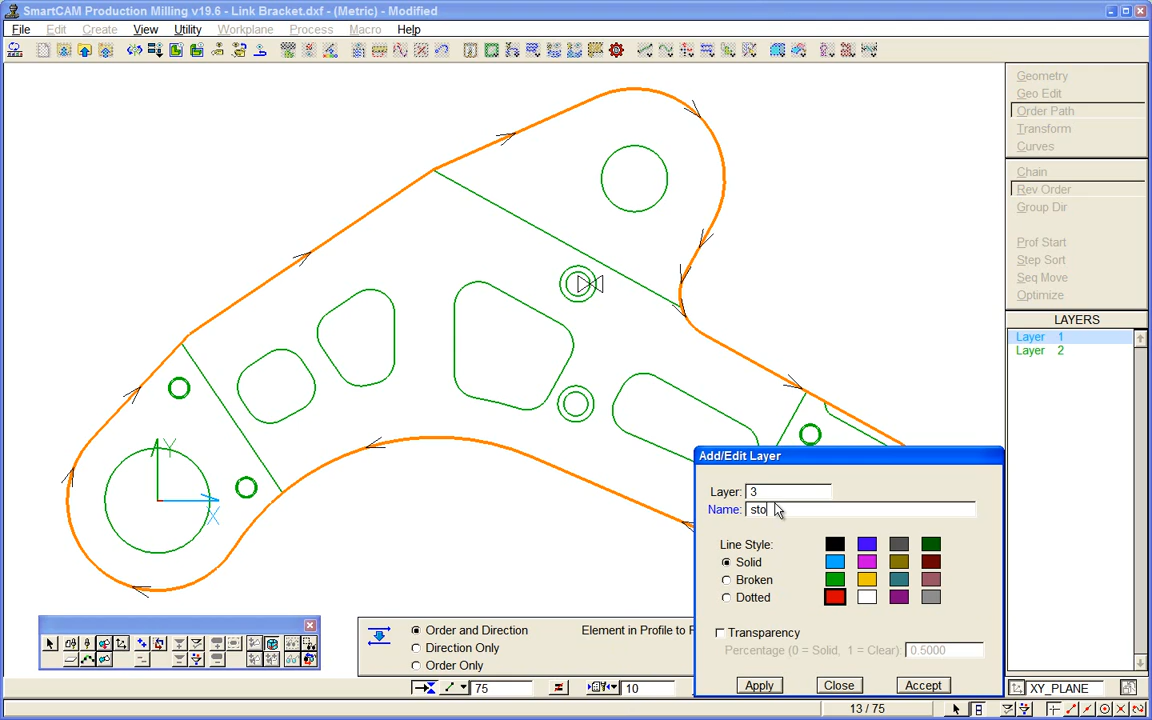 SmartCAM Production Milling v19.6 - Link Bracket.dxf - (Metric) - Modified
File Edit Create View Utility Workplane Process Macro Help
Geometry
Geo Edit
Order Path
Transform
Curves
Chain
Rev Order
Group Dir
Prof Start
Step Sort
Seq Move
Optimize
LAYERS
Layer 1
Layer 2
Y
X
Add/Edit Layer
Layer: 3
Name: sto
Line Style:
Solid
Broken
Dotted
Transparency
Percentage (0 = Solid, 1 = Clear): 0.5000
Apply Close Accept
Order and Direction
Direction Only
Order Only
Element in Profile to
75
10
XY_PLANE
13 / 75